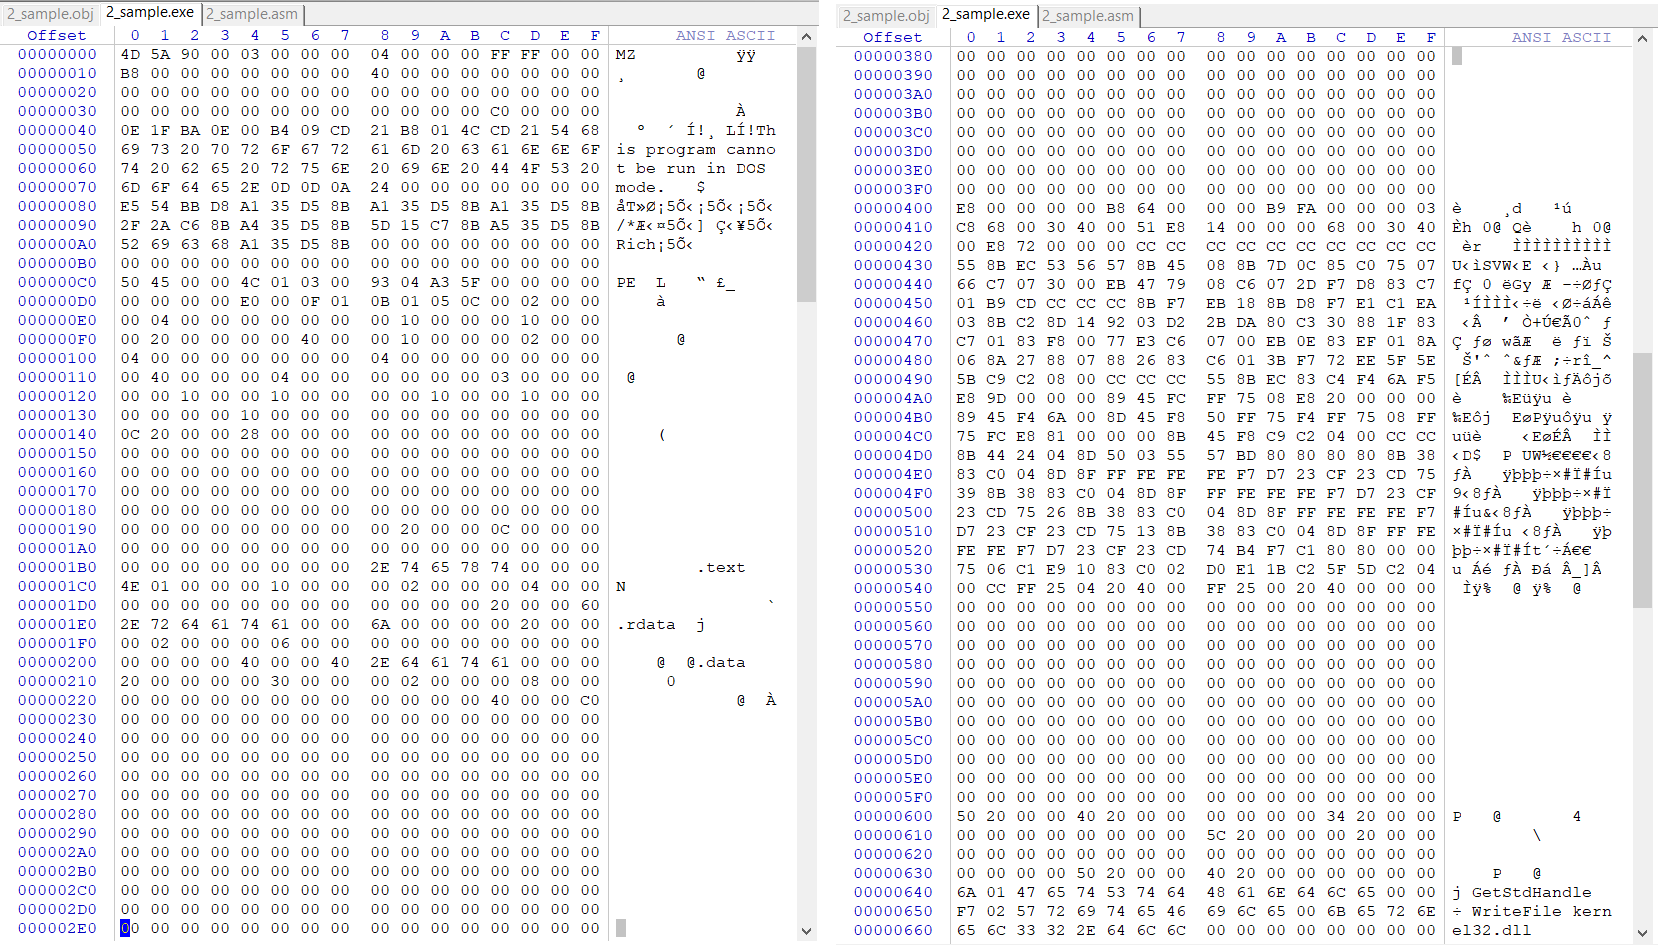 2_sample.obj 2_sample.exe 2_sample.asm
Offset 0 1 2 3 4 5 6 7 8 9 A B C D E F ANSI ASCII
00000000 4D 5A 90 00 03 00 00 00 04 00 00 00 FF FF 00 00 MZ ÿÿ
00000010 B8 00 00 00 00 00 00 00 40 00 00 00 00 00 00 00 ¸ @
00000020 00 00 00 00 00 00 00 00 00 00 00 00 00 00 00 00
00000030 00 00 00 00 00 00 00 00 00 00 00 00 C0 00 00 00 À
00000040 0E 1F BA 0E 00 B4 09 CD 21 B8 01 4C CD 21 54 68 º ´ Í!¸ LÍ!Th
00000050 69 73 20 70 72 6F 67 72 61 6D 20 63 61 6E 6E 6F is program canno
00000060 74 20 62 65 20 72 75 6E 20 69 6E 20 44 4F 53 20 t be run in DOS
00000070 6D 6F 64 65 2E 0D 0D 0A 24 00 00 00 00 00 00 00 mode. $
00000080 E5 54 BB D8 A1 35 D5 8B A1 35 D5 8B A1 35 D5 8B åT»Ø¡5Õ‹¡5Õ‹¡5Õ‹
00000090 2F 2A C6 8B A4 35 D5 8B 5D 15 C7 8B A5 35 D5 8B /*Æ‹¤5Õ‹] Ç‹¥5Õ‹
000000A0 52 69 63 68 A1 35 D5 8B 00 00 00 00 00 00 00 00 Rich¡5Õ‹
000000B0 00 00 00 00 00 00 00 00 00 00 00 00 00 00 00 00
000000C0 50 45 00 00 4C 01 03 00 93 04 A3 5F 00 00 00 00 PE L “ £_
000000D0 00 00 00 00 E0 00 0F 01 0B 01 05 0C 00 02 00 00 à
000000E0 00 04 00 00 00 00 00 00 00 10 00 00 00 10 00 00
000000F0 00 20 00 00 00 00 40 00 00 10 00 00 00 02 00 00 @
00000100 04 00 00 00 00 00 00 00 04 00 00 00 00 00 00 00
00000110 00 40 00 00 00 04 00 00 00 00 00 00 03 00 00 00 @
00000120 00 00 10 00 00 10 00 00 00 00 10 00 00 10 00 00
00000130 00 00 00 00 10 00 00 00 00 00 00 00 00 00 00 00
00000140 0C 20 00 00 28 00 00 00 00 00 00 00 00 00 00 00 (
00000150 00 00 00 00 00 00 00 00 00 00 00 00 00 00 00 00
00000160 00 00 00 00 00 00 00 00 00 00 00 00 00 00 00 00
00000170 00 00 00 00 00 00 00 00 00 00 00 00 00 00 00 00
00000180 00 00 00 00 00 00 00 00 00 00 00 00 00 00 00 00
00000190 00 00 00 00 00 00 00 00 00 20 00 00 0C 00 00 00
000001A0 00 00 00 00 00 00 00 00 00 00 00 00 00 00 00 00
000001B0 00 00 00 00 00 00 00 00 2E 74 65 78 74 00 00 00 .text
000001C0 4E 01 00 00 00 10 00 00 00 02 00 00 00 04 00 00 N
000001D0 00 00 00 00 00 00 00 00 00 00 00 00 20 00 00 60 `
000001E0 2E 72 64 61 74 61 00 00 6A 00 00 00 00 20 00 00 .rdata j
000001F0 00 02 00 00 00 06 00 00 00 00 00 00 00 00 00 00
00000200 00 00 00 00 40 00 00 40 2E 64 61 74 61 00 00 00 @ @.data
00000210 20 00 00 00 00 30 00 00 00 02 00 00 00 08 00 00 0
00000220 00 00 00 00 00 00 00 00 00 00 00 00 40 00 00 C0 @ À
00000230 00 00 00 00 00 00 00 00 00 00 00 00 00 00 00 00
00000240 00 00 00 00 00 00 00 00 00 00 00 00 00 00 00 00
00000250 00 00 00 00 00 00 00 00 00 00 00 00 00 00 00 00
00000260 00 00 00 00 00 00 00 00 00 00 00 00 00 00 00 00
00000270 00 00 00 00 00 00 00 00 00 00 00 00 00 00 00 00
00000280 00 00 00 00 00 00 00 00 00 00 00 00 00 00 00 00
00000290 00 00 00 00 00 00 00 00 00 00 00 00 00 00 00 00
000002A0 00 00 00 00 00 00 00 00 00 00 00 00 00 00 00 00
000002B0 00 00 00 00 00 00 00 00 00 00 00 00 00 00 00 00
000002C0 00 00 00 00 00 00 00 00 00 00 00 00 00 00 00 00
000002D0 00 00 00 00 00 00 00 00 00 00 00 00 00 00 00 00
000002E0 00 00 00 00 00 00 00 00 00 00 00 00 00 00 00 00
2_sample.obj 2_sample.exe 2_sample.asm
Offset 0 1 2 3 4 5 6 7 8 9 A B C D E F ANSI ASCII
00000380 00 00 00 00 00 00 00 00 00 00 00 00 00 00 00 00
00000390 00 00 00 00 00 00 00 00 00 00 00 00 00 00 00 00
000003A0 00 00 00 00 00 00 00 00 00 00 00 00 00 00 00 00
000003B0 00 00 00 00 00 00 00 00 00 00 00 00 00 00 00 00
000003C0 00 00 00 00 00 00 00 00 00 00 00 00 00 00 00 00
000003D0 00 00 00 00 00 00 00 00 00 00 00 00 00 00 00 00
000003E0 00 00 00 00 00 00 00 00 00 00 00 00 00 00 00 00
000003F0 00 00 00 00 00 00 00 00 00 00 00 00 00 00 00 00
00000400 E8 00 00 00 00 B8 64 00 00 00 B9 FA 00 00 00 03 è ¸d ¹ú
00000410 C8 68 00 30 40 00 51 E8 14 00 00 00 68 00 30 40 Èh 0@ Qè h 0@
00000420 00 E8 72 00 00 00 CC CC CC CC CC CC CC CC CC CC èr ÌÌÌÌÌÌÌÌÌÌ
00000430 55 8B EC 53 56 57 8B 45 08 8B 7D 0C 85 C0 75 07 U‹ìSVW‹E ‹} …Àu
00000440 66 C7 07 30 00 EB 47 79 08 C6 07 2D F7 D8 83 C7 fÇ 0 ëGy Æ -÷ØƒÇ
00000450 01 B9 CD CC CC CC 8B F7 EB 18 8B D8 F7 E1 C1 EA ¹ÍÌÌÌ‹÷ë ‹Ø÷áÁê
00000460 03 8B C2 8D 14 92 03 D2 2B DA 80 C3 30 88 1F 83 ‹Â ’ Ò+Ú€Ã0ˆ ƒ
00000470 C7 01 83 F8 00 77 E3 C6 07 00 EB 0E 83 EF 01 8A Ç ƒø wãÆ ë ƒï Š
00000480 06 8A 27 88 07 88 26 83 C6 01 3B F7 72 EE 5F 5E Š'ˆ ˆ&ƒÆ ;÷rî_^
00000490 5B C9 C2 08 00 CC CC CC 55 8B EC 83 C4 F4 6A F5 [É ÌÌÌU‹ìƒÄôjõ
000004A0 E8 9D 00 00 00 89 45 FC FF 75 08 E8 20 00 00 00 è ‰Eüÿu è
000004B0 89 45 F4 6A 00 8D 45 F8 50 FF 75 F4 FF 75 08 FF ‰Eôj EøPÿuôÿu ÿ
000004C0 75 FC E8 81 00 00 00 8B 45 F8 C9 C2 04 00 CC CC uüè ‹EøÉ ÌÌ
000004D0 8B 44 24 04 8D 50 03 55 57 BD 80 80 80 80 8B 38 ‹D$ P UW½€€€€‹8
000004E0 83 C0 04 8D 8F FF FE FE FE F7 D7 23 CF 23 CD 75 ƒÀ ÿþþþ÷×#Ï#Íu
000004F0 39 8B 38 83 C0 04 8D 8F FF FE FE FE F7 D7 23 CF 9‹8ƒÀ ÿþþþ÷×#Ï
00000500 23 CD 75 26 8B 38 83 C0 04 8D 8F FF FE FE FE F7 #Íu&‹8ƒÀ ÿþþþ÷
00000510 D7 23 CF 23 CD 75 13 8B 38 83 C0 04 8D 8F FF FE ×#Ï#Íu ‹8ƒÀ ÿþ
00000520 FE FE F7 D7 23 CF 23 CD 74 B4 F7 C1 80 80 00 00 þþ÷×#Ï#Ít´÷Á€€
00000530 75 06 C1 E9 10 83 C0 02 D0 E1 1B C2 5F 5D C2 04 u Áé ƒÀ Ðá Â_]Â
00000540 00 CC FF 25 04 20 40 00 FF 25 00 20 40 00 00 00 Ìÿ% @ ÿ% @
00000550 00 00 00 00 00 00 00 00 00 00 00 00 00 00 00 00
00000560 00 00 00 00 00 00 00 00 00 00 00 00 00 00 00 00
00000570 00 00 00 00 00 00 00 00 00 00 00 00 00 00 00 00
00000580 00 00 00 00 00 00 00 00 00 00 00 00 00 00 00 00
00000590 00 00 00 00 00 00 00 00 00 00 00 00 00 00 00 00
000005A0 00 00 00 00 00 00 00 00 00 00 00 00 00 00 00 00
000005B0 00 00 00 00 00 00 00 00 00 00 00 00 00 00 00 00
000005C0 00 00 00 00 00 00 00 00 00 00 00 00 00 00 00 00
000005D0 00 00 00 00 00 00 00 00 00 00 00 00 00 00 00 00
000005E0 00 00 00 00 00 00 00 00 00 00 00 00 00 00 00 00
000005F0 00 00 00 00 00 00 00 00 00 00 00 00 00 00 00 00
00000600 50 20 00 00 40 20 00 00 00 00 00 00 34 20 00 00 P @ 4
00000610 00 00 00 00 00 00 00 00 5C 20 00 00 00 20 00 00 \
00000620 00 00 00 00 00 00 00 00 00 00 00 00 00 00 00 00
00000630 00 00 00 00 50 20 00 00 40 20 00 00 00 00 00 00 P @
00000640 6A 01 47 65 74 53 74 64 48 61 6E 64 6C 65 00 00 j GetStdHandle
00000650 F7 02 57 72 69 74 65 46 69 6C 65 00 6B 65 72 6E ÷ WriteFile kern
00000660 65 6C 33 32 2E 64 6C 6C 00 00 00 00 00 00 00 00 el32.dll